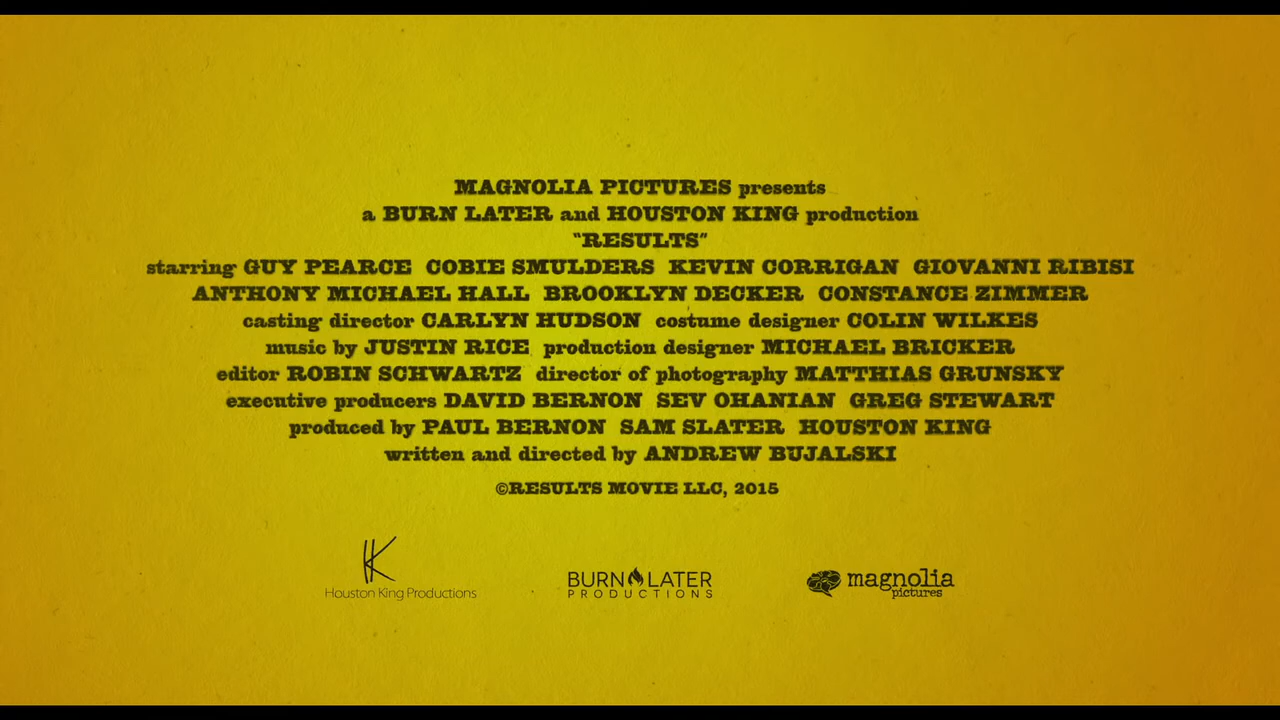 MAGNOLIA PICTURES presents
a BURN LATER and HOUSTON KING production
"RESULTS"
starring GUY PEARCE COBIE SMULDERS KEVIN CORRIGAN GIOVANNI RIBISI
ANTHONY MICHAEL HALL BROOKLYN DECKER CONSTANCE ZIMMER
casting director CARLYN HUDSON costume designer COLIN WILKES
music by JUSTIN RICE production designer MICHAEL BRICKER
editor ROBIN SCHWARTZ director of photography MATTHIAS GRUNSKY
executive producers DAVID BERNON SEV OHANIAN GREG STEWART
produced by PAUL BERNON SAM SLATER HOUSTON KING
written and directed by ANDREW BUJALSKI
©RESULTS MOVIE LLC, 2015
HK
Houston King Productions
BURN LATER
PRODUCTIONS
magnolia
pictures